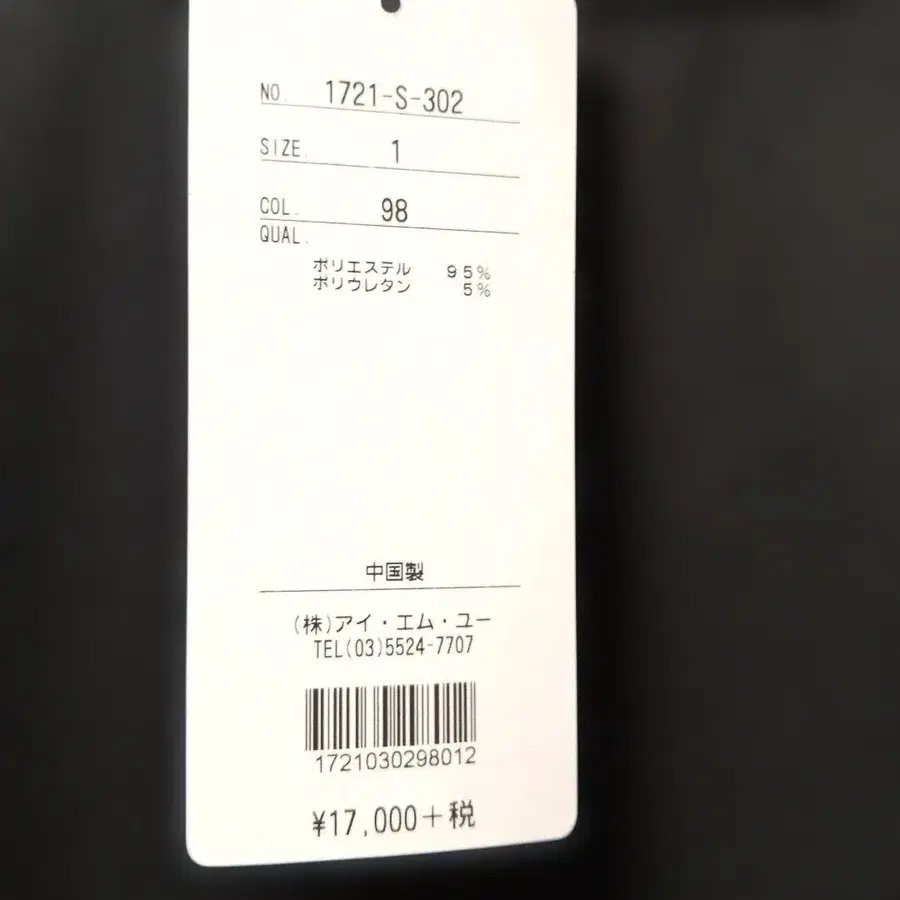 NO. 1721-S-302
SIZE. 1
COL. 98
QUAL.
ポリエステル 95%
ポリウレタン 5%
中国製
(株)アイ・エム・ユー
TEL(03)5524-7707
1721030298012
¥17,000+税